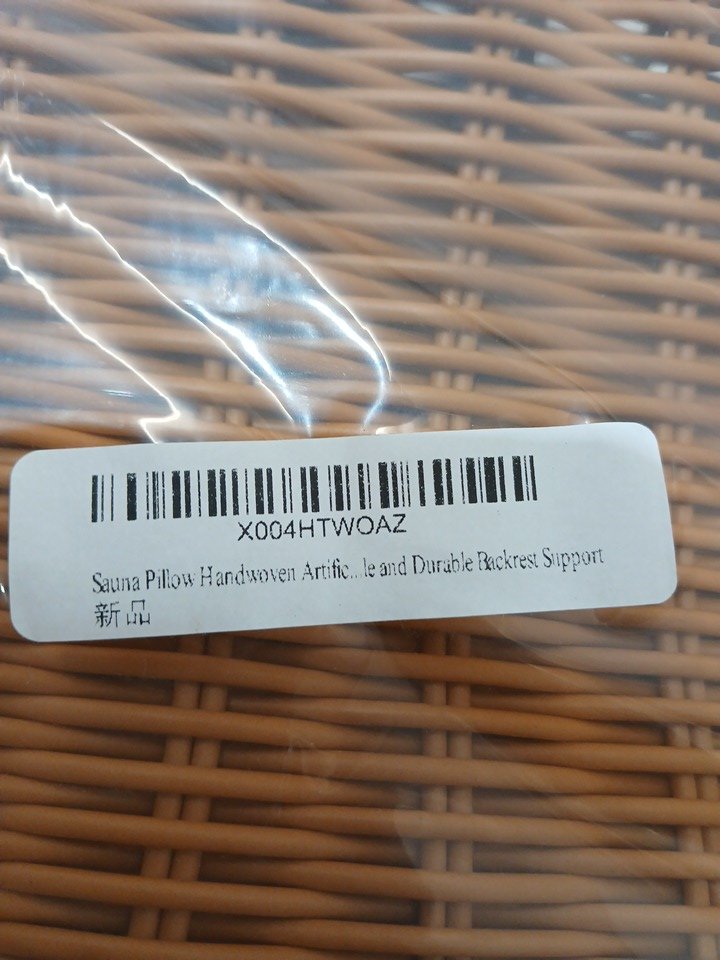 X004HTWOAZ
Sauna Pillow Handwoven Artific...le and Durable Backrest Support
新品